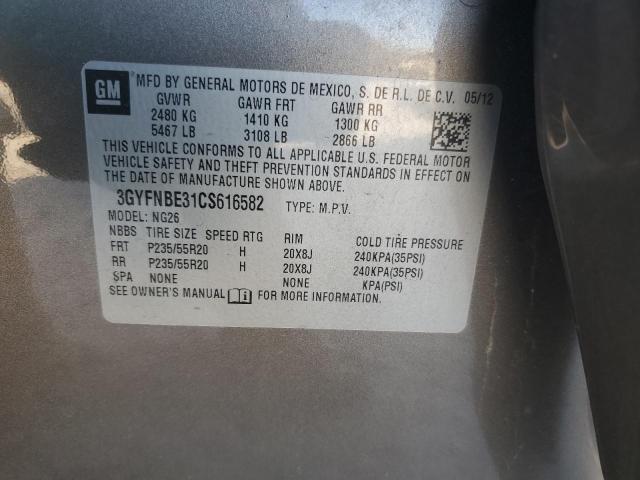 GM
MFD BY GENERAL MOTORS DE MEXICO, S. DE R.L. DE C.V. 05/12
GVWR GAWR FRT GAWR RR
2480 KG 1410 KG 1300 KG
5467 LB 3108 LB 2866 LB
THIS VEHICLE CONFORMS TO ALL APPLICABLE U.S. FEDERAL MOTOR
VEHICLE SAFETY AND THEFT PREVENTION STANDARDS IN EFFECT ON
THE DATE OF MANUFACTURE SHOWN ABOVE.
3GYFNBE31CS616582 TYPE: M.P.V.
MODEL: NG26
NBBS TIRE SIZE SPEED RTG RIM COLD TIRE PRESSURE
FRT P235/55R20 H 20X8J 240KPA(35PSI)
RR P235/55R20 H 20X8J 240KPA(35PSI)
SPA NONE NONE KPA(PSI)
SEE OWNER'S MANUAL FOR MORE INFORMATION.